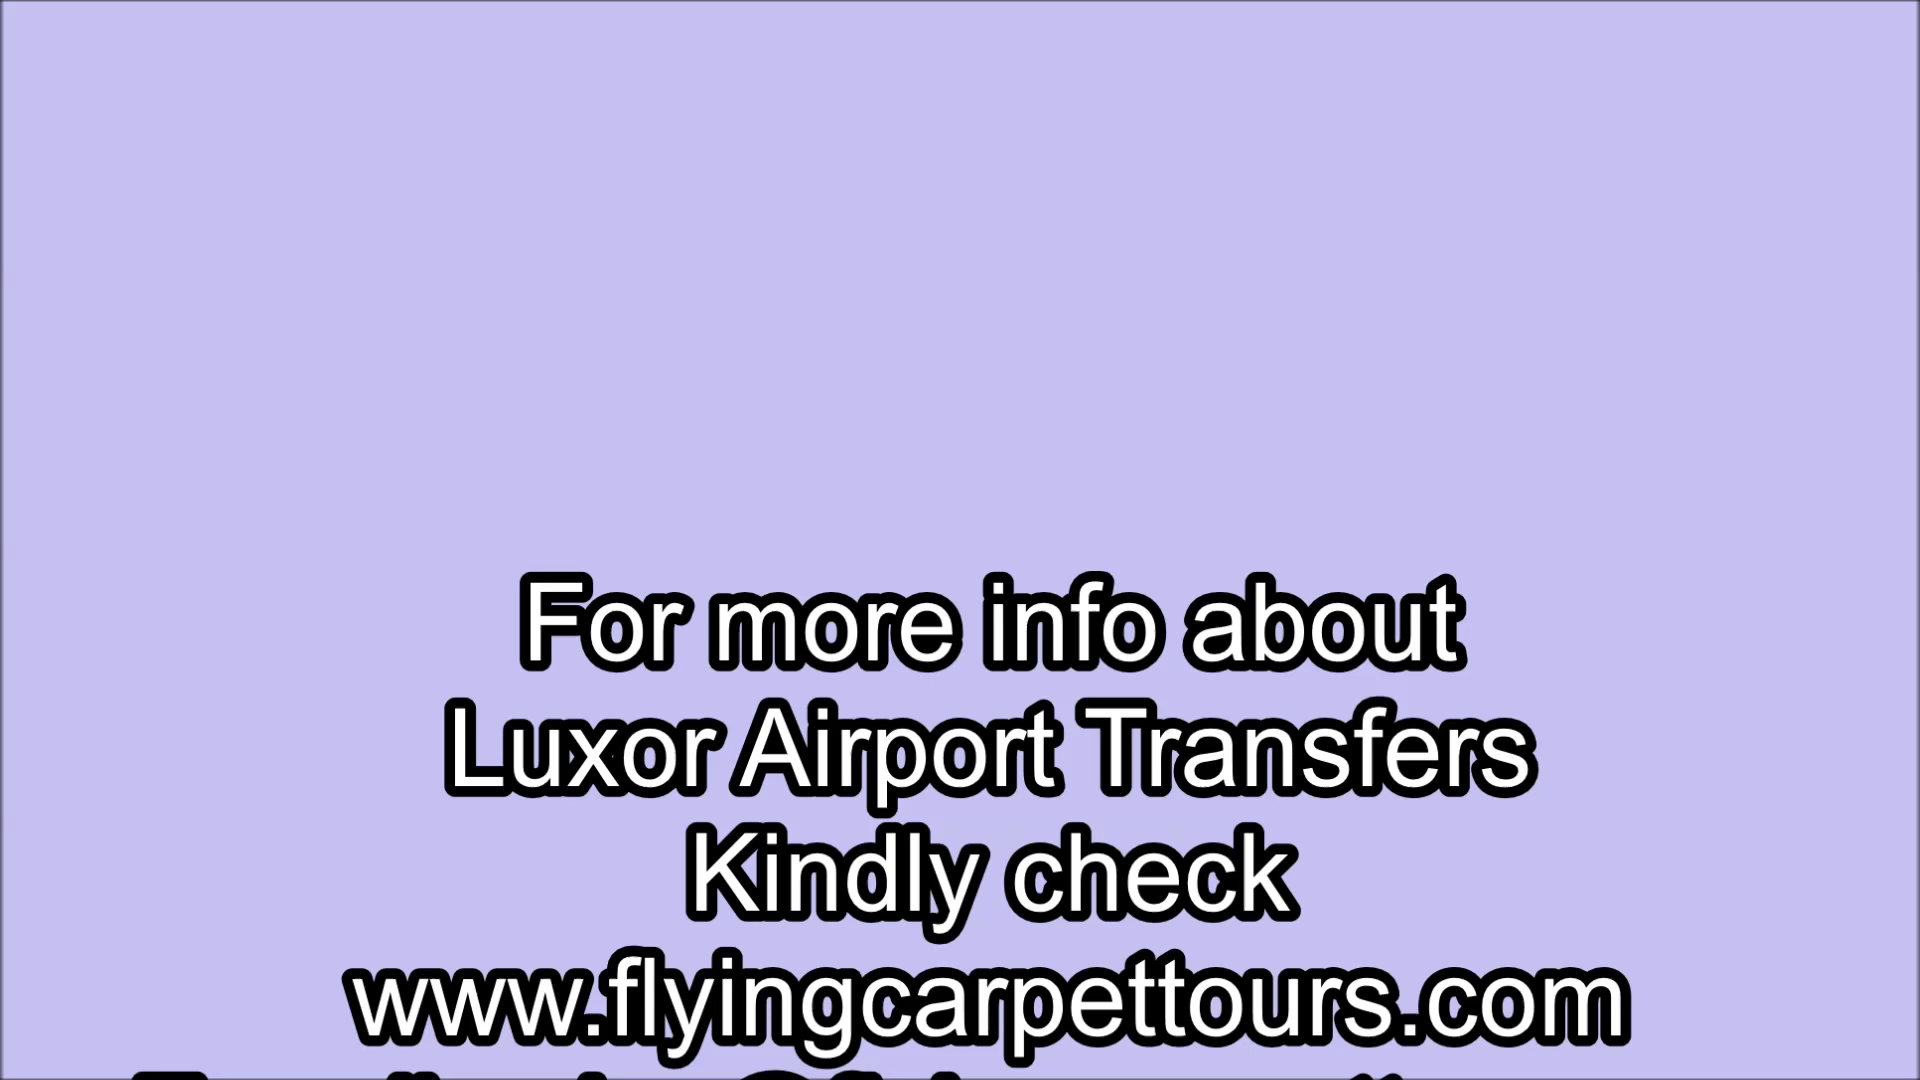 For more info about
Luxor Airport Transfers
Kindly check
www.flyingcarpettours.com